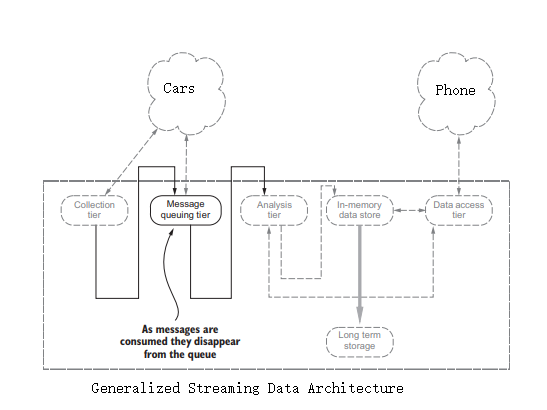 Cars
Phone
Collection
tier
Message
queuing tier
Analysis
tier
In-memory
data store
Data access
tier
As messages are
consumed they disappear
from the queue
Long term
storage
Generalized Streaming Data Architecture